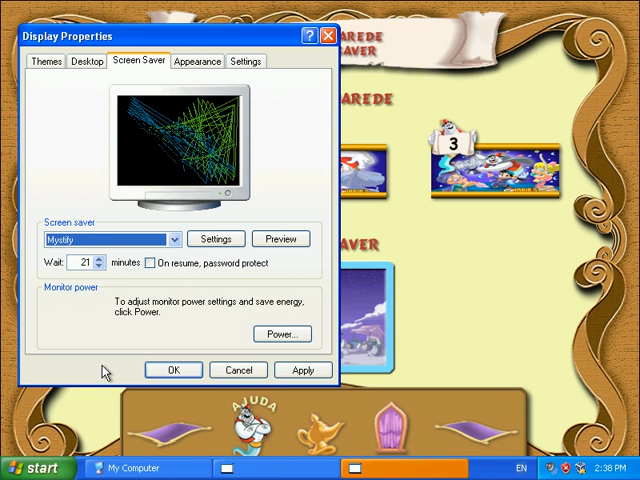 Display Properties
Themes
Desktop
Screen Saver
Appearance
Settings
Screen saver
Mystify
Settings
Preview
Wait: 21 minutes
On resume, password protect
Monitor power
To adjust monitor power settings and save energy,
click Power.
Power...
OK
Cancel
Apply
AREDE
AVER
AREDE
3
AVER
AJUDA
start
My Computer
EN
2:38 PM